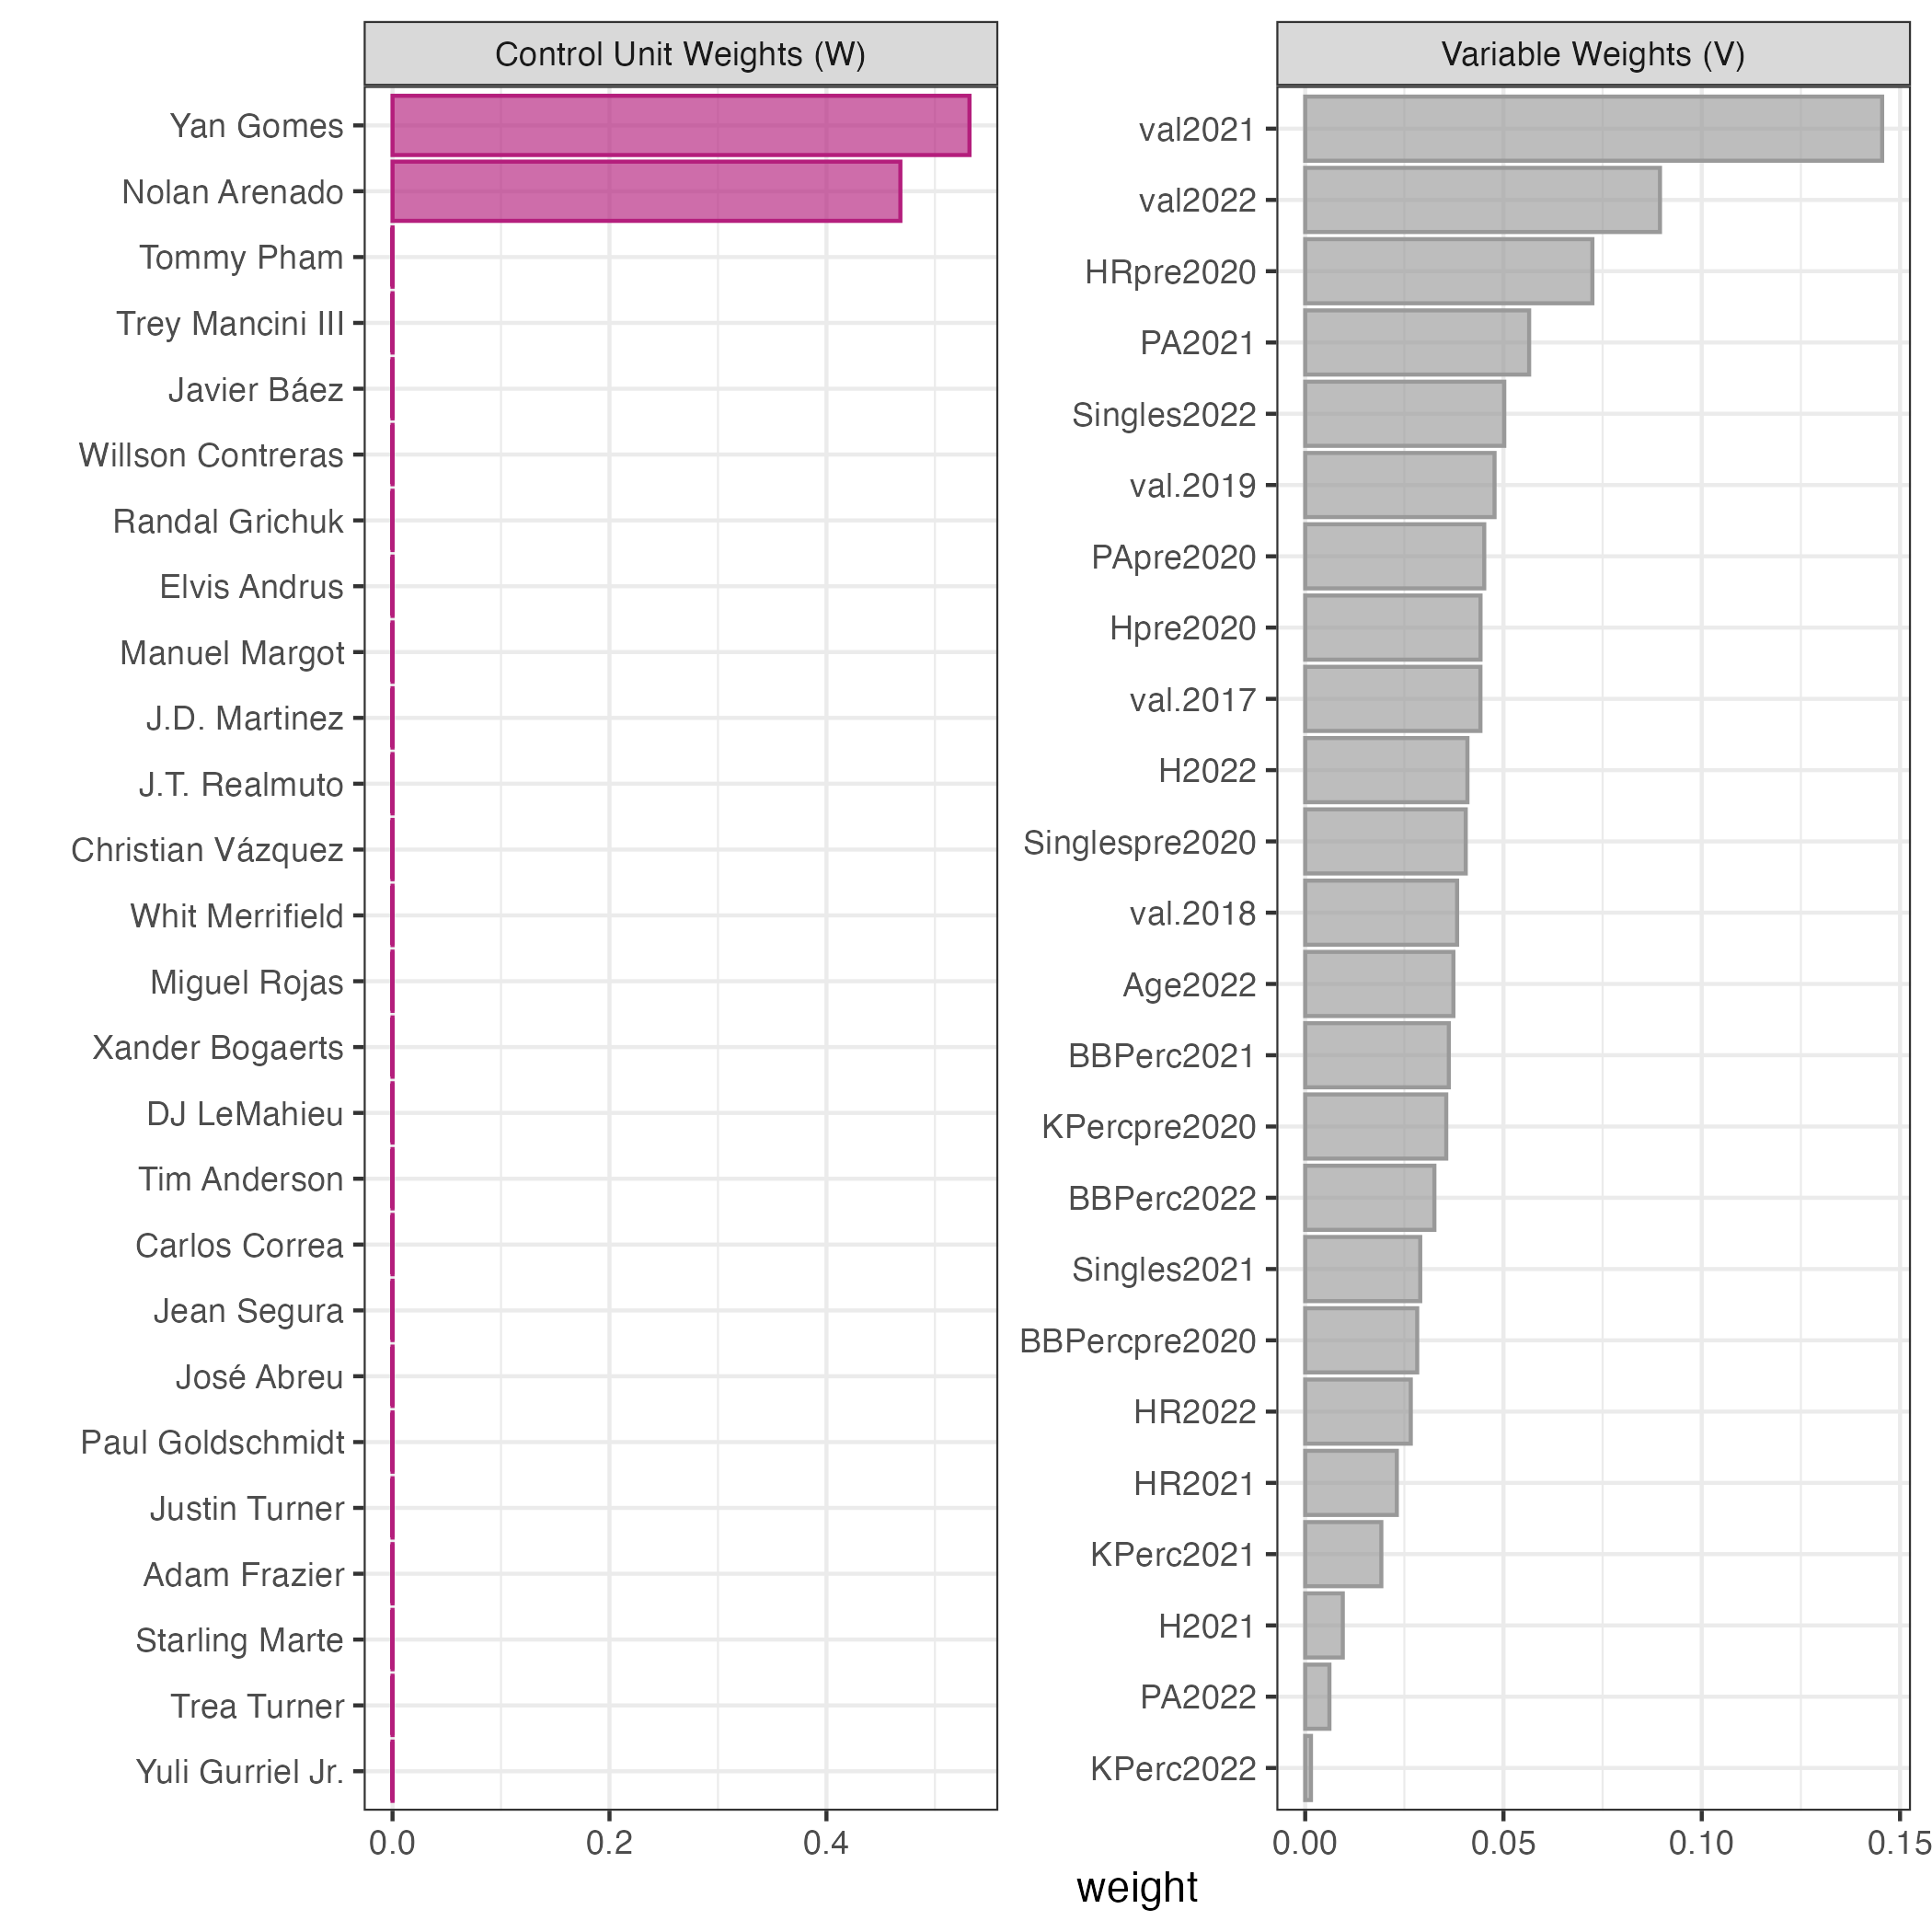 Control Unit Weights (W)
Yan Gomes
Nolan Arenado
Tommy Pham
Trey Mancini III
Javier Báez
Willson Contreras
Randal Grichuk
Elvis Andrus
Manuel Margot
J.D. Martinez
J.T. Realmuto
Christian Vázquez
Whit Merrifield
Miguel Rojas
Xander Bogaerts
DJ LeMahieu
Tim Anderson
Carlos Correa
Jean Segura
José Abreu
Paul Goldschmidt
Justin Turner
Adam Frazier
Starling Marte
Trea Turner
Yuli Gurriel Jr.
0.0 0.2 0.4
Variable Weights (V)
val2021
val2022
HRpre2020
PA2021
Singles2022
val.2019
PApre2020
Hpre2020
val.2017
H2022
Singlespre2020
val.2018
Age2022
BBPerc2021
KPercpre2020
BBPerc2022
Singles2021
BBPercpre2020
HR2022
HR2021
KPerc2021
H2021
PA2022
KPerc2022
0.00 0.05 0.10 0.15
weight